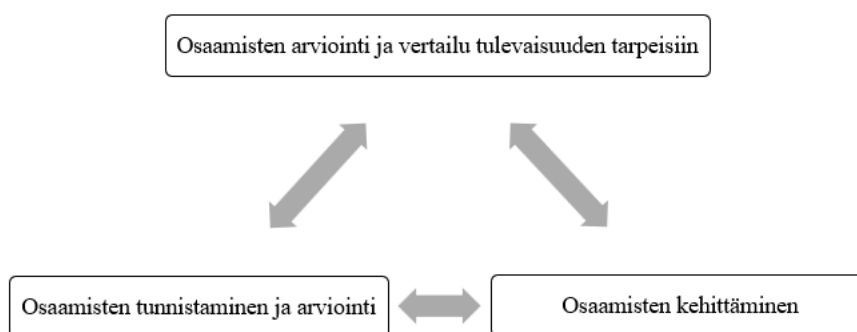 Osaamisten arviointi ja vertailu tulevaisuuden tarpeisiin
Osaamisten tunnistaminen ja arviointi
Osaamisten kehittäminen